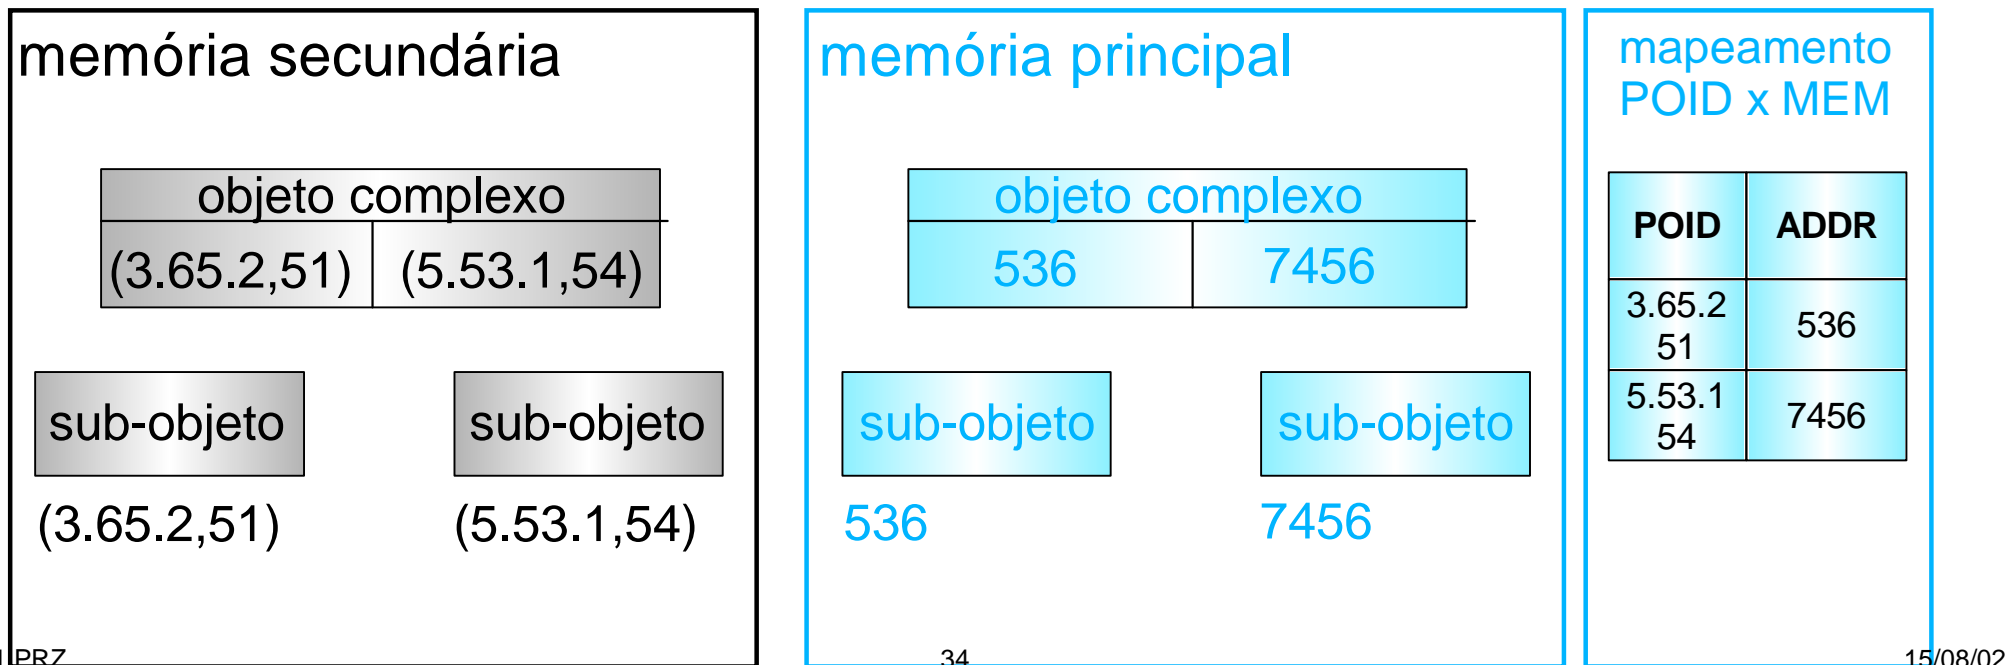 memória secundária
objeto complexo
(3.65.2,51) (5.53.1,54)
sub-objeto sub-objeto
(3.65.2,51) (5.53.1,54)
memória principal
objeto complexo
536 7456
sub-objeto sub-objeto
536 7456
mapeamento
POID x MEM
POID ADDR
3.65.2
51
536
5.53.1
54
7456
PRZ 34 15/08/02